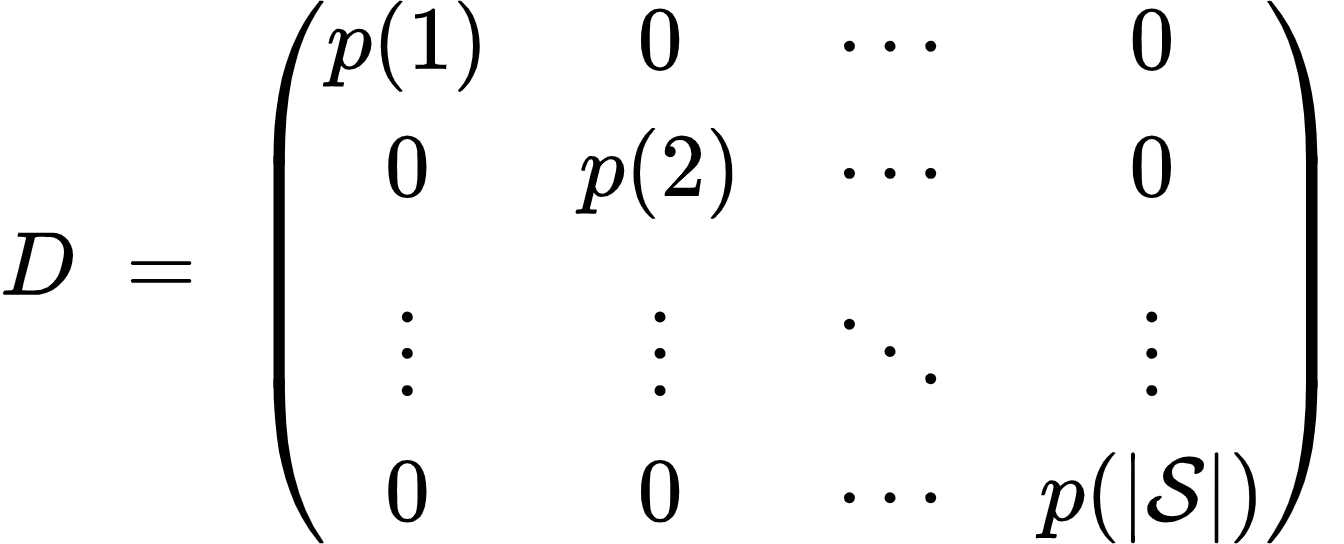 p(1) 0 ⋯ 0
0 p(2) ⋯ 0
D = ⋮ ⋮ ⋱ ⋮
0 0 ⋯ p(|𝒮|)